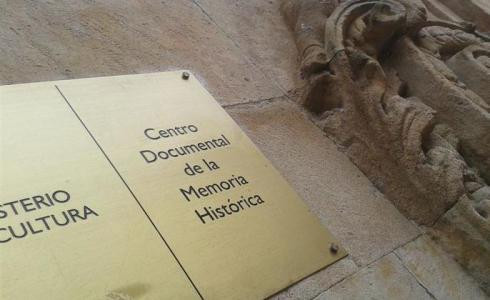 STERIO
CULTURA
Centro
Documental
de la
Memoria
Histórica